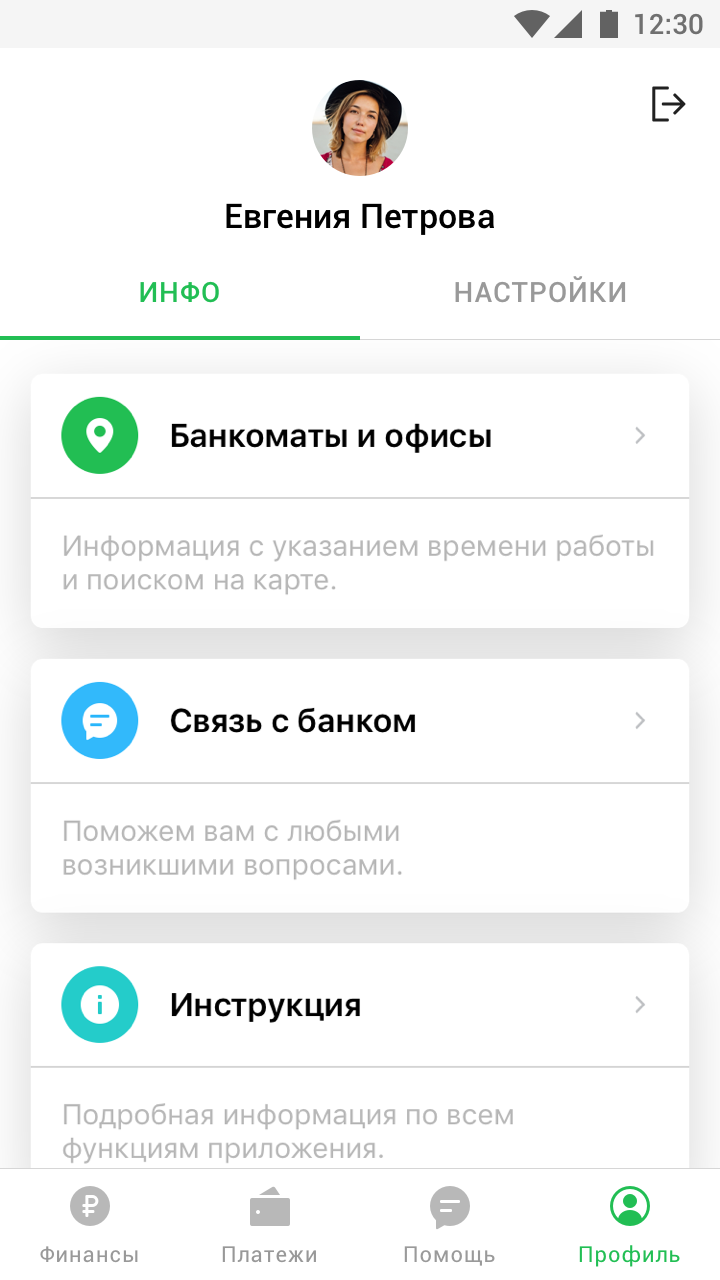 12:30
Евгения Петрова
ИНФО
НАСТРОЙКИ
Банкоматы и офисы
Информация с указанием времени работы
и поиском на карте.
Связь с банком
Поможем вам с любыми
возникшими вопросами.
Инструкция
Подробная информация по всем
функциям приложения.
Финансы
Платежи
Помощь
Профиль